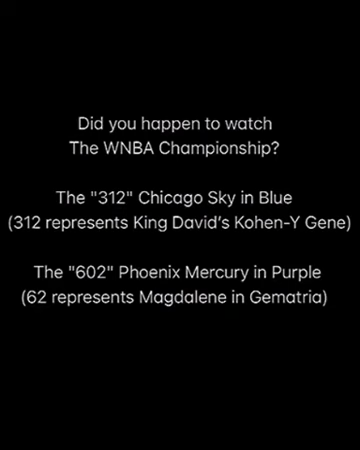 Did you happen to watch
The WNBA Championship?
The "312" Chicago Sky in Blue
(312 represents King David's Kohen-Y Gene)
The "602" Phoenix Mercury in Purple
(62 represents Magdalene in Gematria)